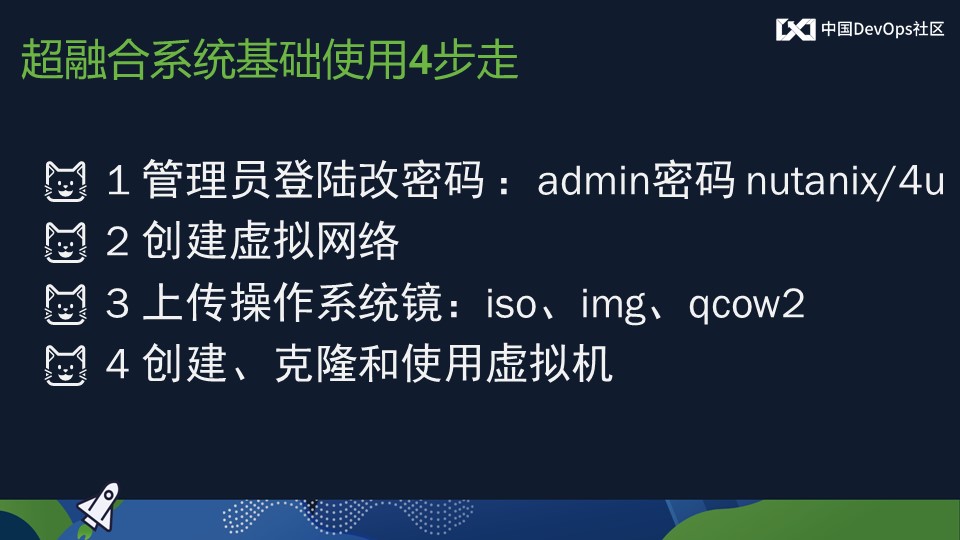 中国DevOps社区
超融合系统基础使用4步走
1 管理员登陆改密码 ：admin密码 nutanix/4u
2 创建虚拟网络
3 上传操作系统镜：iso、img、qcow2
4 创建、克隆和使用虚拟机